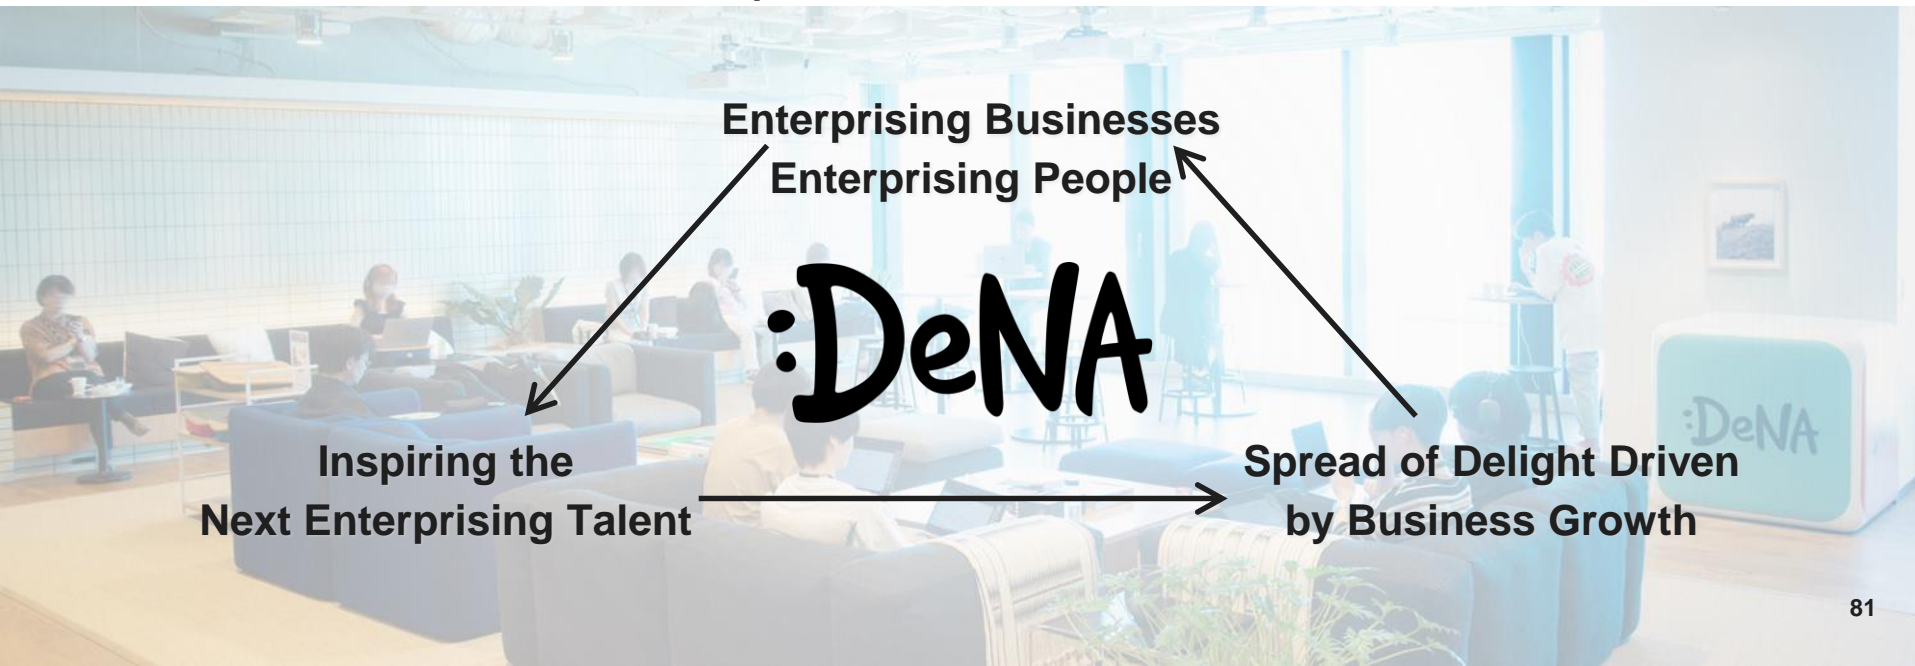 Enterprising Businesses
Enterprising People
:DeNA
Inspiring the
Next Enterprising Talent
Spread of Delight Driven
by Business Growth
:DeNA
81